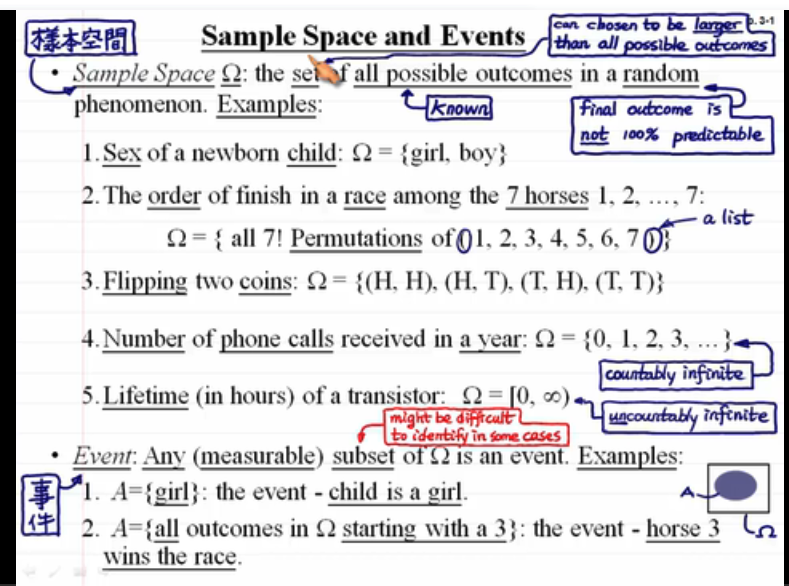 樣本空間
Sample Space and Events
p. 3-1
can chosen to be larger
than all possible outcomes
• Sample Space Ω: the set of all possible outcomes in a random
phenomenon. Examples:
known
final outcome is
not 100% predictable
1. Sex of a newborn child: Ω = {girl, boy}
2. The order of finish in a race among the 7 horses 1, 2, …, 7:
a list
Ω = { all 7! Permutations of (1, 2, 3, 4, 5, 6, 7 )}
3. Flipping two coins: Ω = {(H, H), (H, T), (T, H), (T, T)}
4. Number of phone calls received in a year: Ω = {0, 1, 2, 3, … }
countably infinite
5. Lifetime (in hours) of a transistor: Ω = [0, ∞)
uncountably infinite
might be difficult
to identify in some cases
• Event: Any (measurable) subset of Ω is an event. Examples:
事件
1. A={girl}: the event - child is a girl.
A
Ω
2. A={all outcomes in Ω starting with a 3}: the event - horse 3
wins the race.